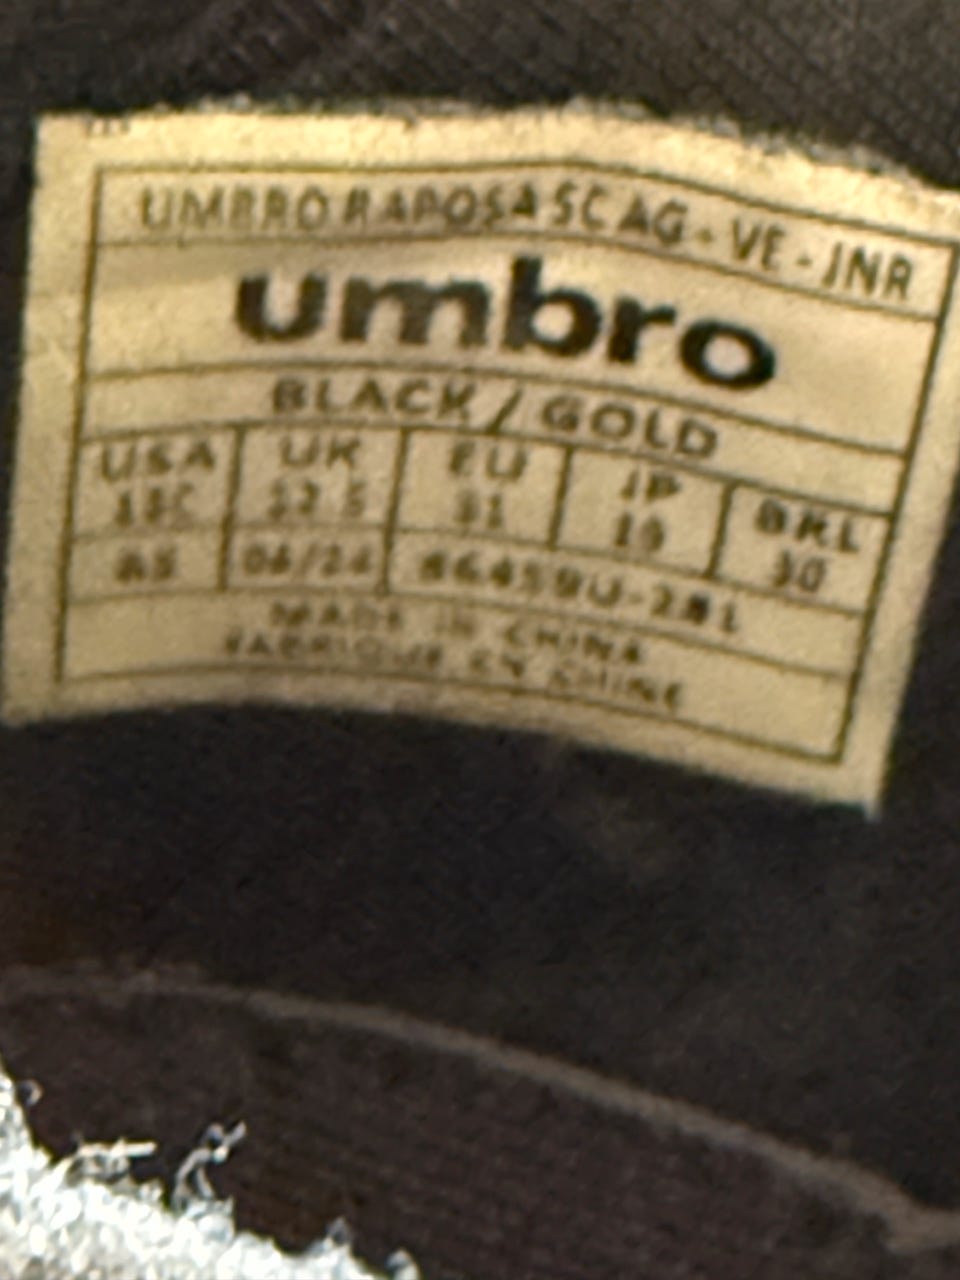 UMBRO RAPOSA SC AG - VE - JNR
umbro
BLACK / GOLD
USA UK EU JP BRL
13C 12.5 31 19 30
06/24
MADE IN CHINA
FABRIQUE EN CHINE